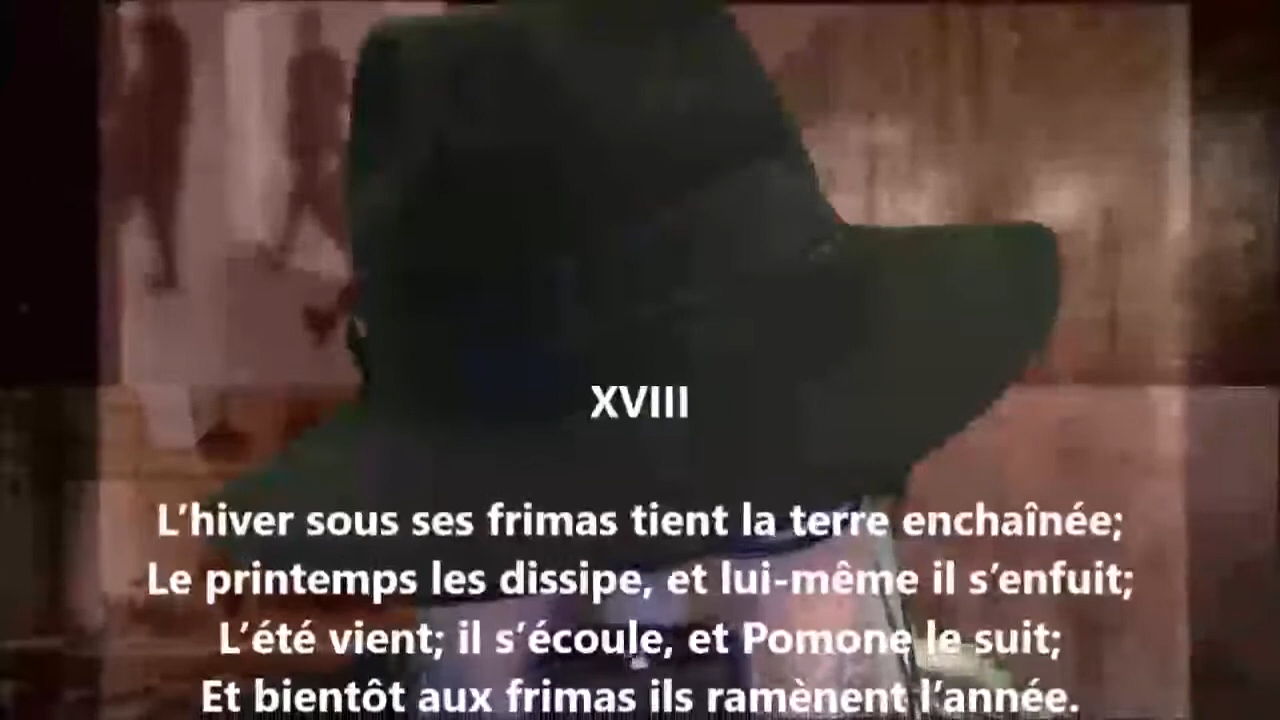 XVIII
L’hiver sous ses frimas tient la terre enchaînée;
Le printemps les dissipe, et lui-même il s’enfuit;
L’été vient; il s’écoule, et Pomone le suit;
Et bientôt aux frimas ils ramènent l’année.